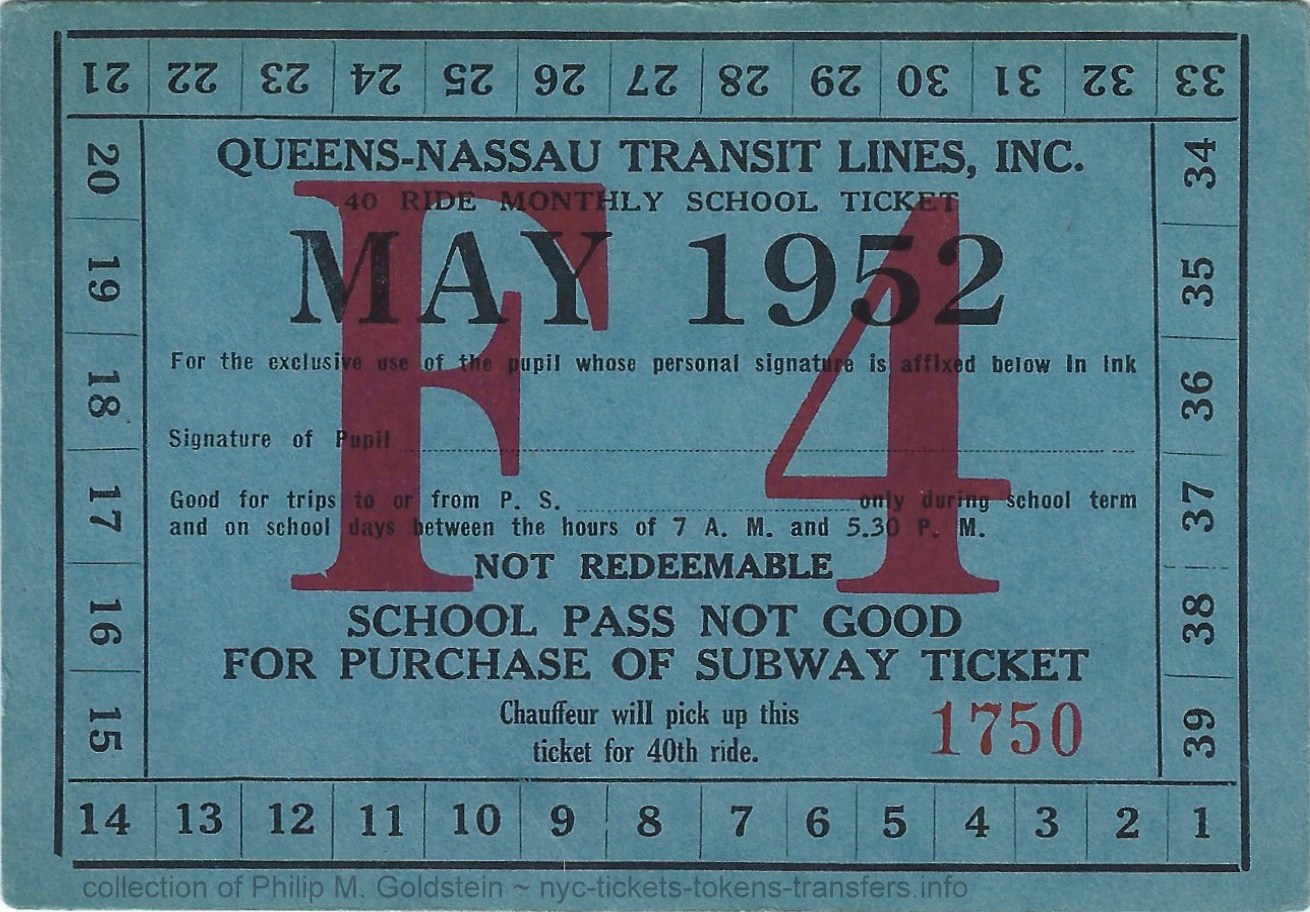 21 22 23 24 25 26 27 28 29 30 31 32 33
20 19 18 17 16 15
QUEENS-NASSAU TRANSIT LINES, INC.
40 RIDE MONTHLY SCHOOL TICKET
MAY 1952
F 4
For the exclusive use of the pupil whose personal signature is affixed below in ink
Signature of Pupil
Good for trips to or from P. S. only during school term
and on school days between the hours of 7 A. M. and 5.30 P. M.
NOT REDEEMABLE
SCHOOL PASS NOT GOOD
FOR PURCHASE OF SUBWAY TICKET
Chauffeur will pick up this
ticket for 40th ride.
1750
34 35 36 37 38 39
14 13 12 11 10 9 8 7 6 5 4 3 2 1
collection of Philip M. Goldstein ~ nyc-tickets-tokens-transfers.info